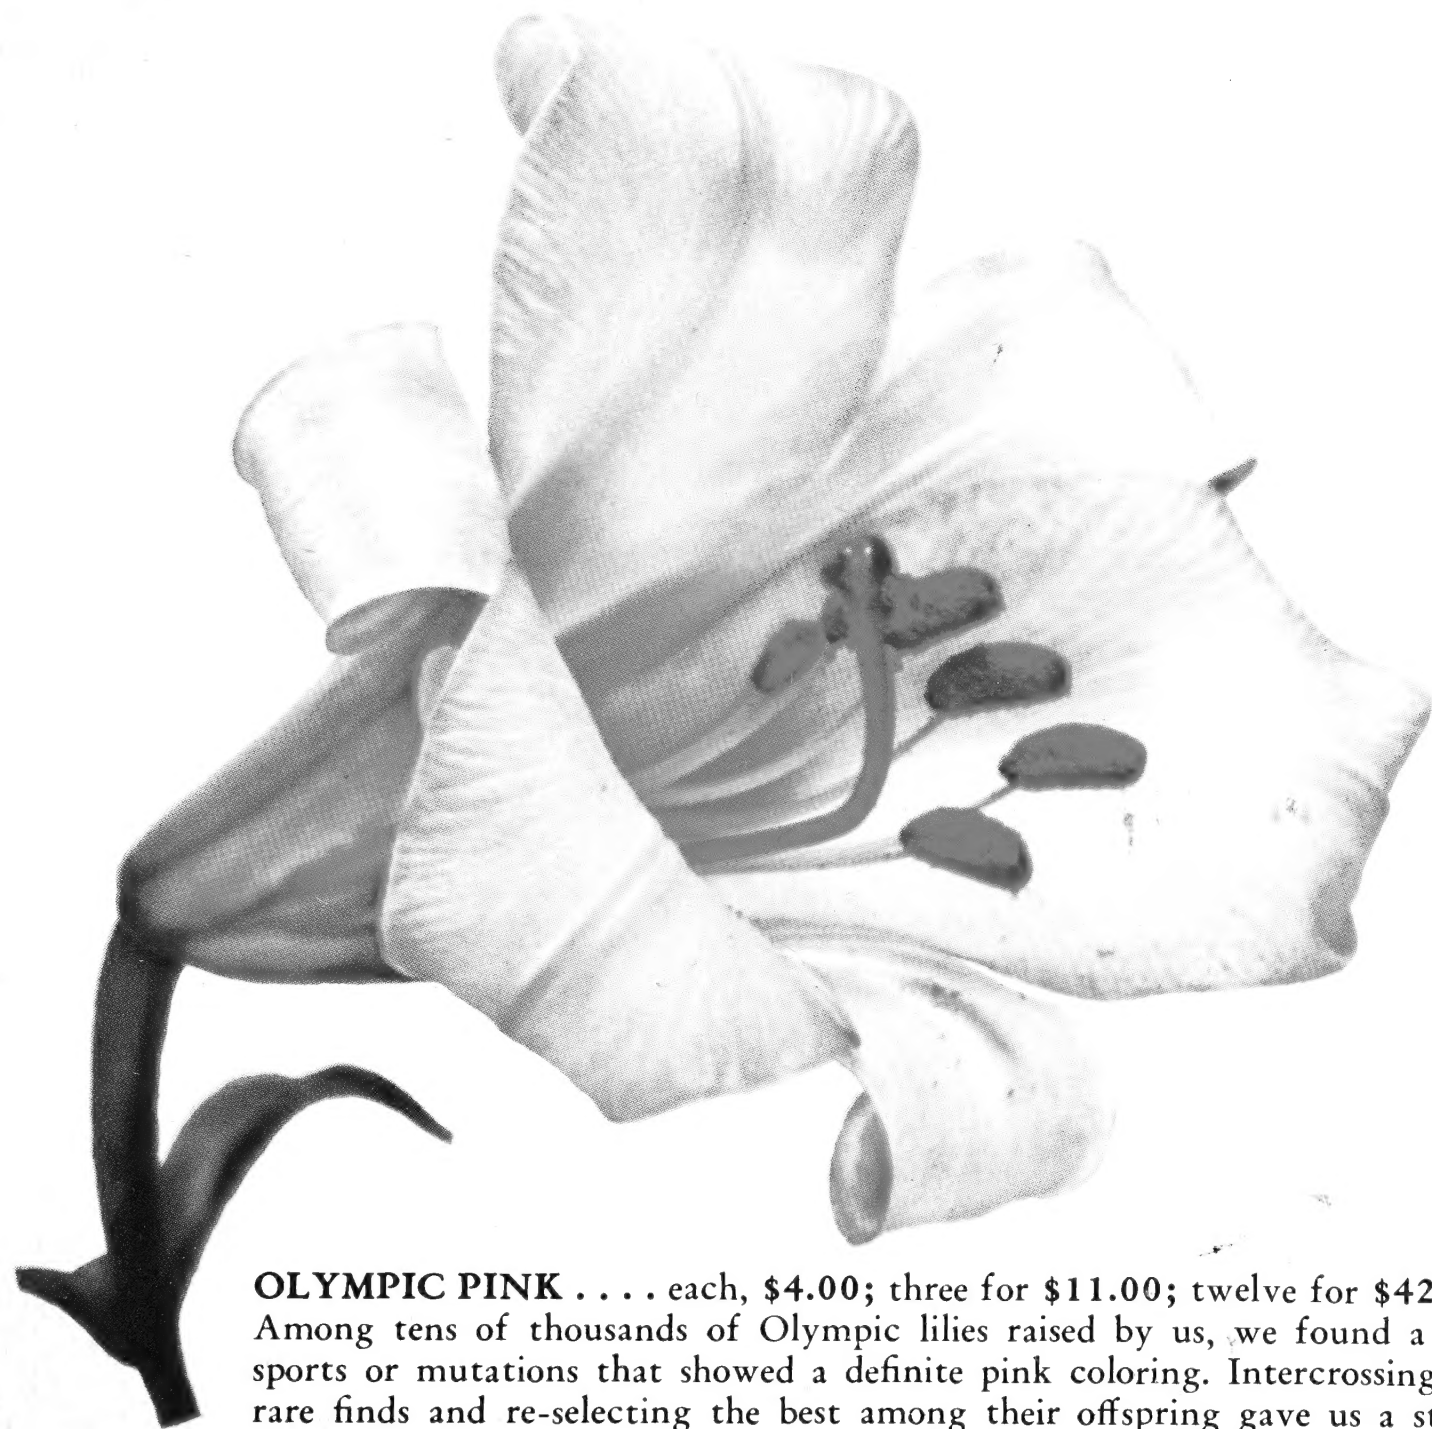 OLYMPIC PINK . . . . each, $4.00; three for $11.00; twelve for $42
Among tens of thousands of Olympic lilies raised by us, we found a
sports or mutations that showed a definite pink coloring. Intercrossing
rare finds and re-selecting the best among their offspring gave us a